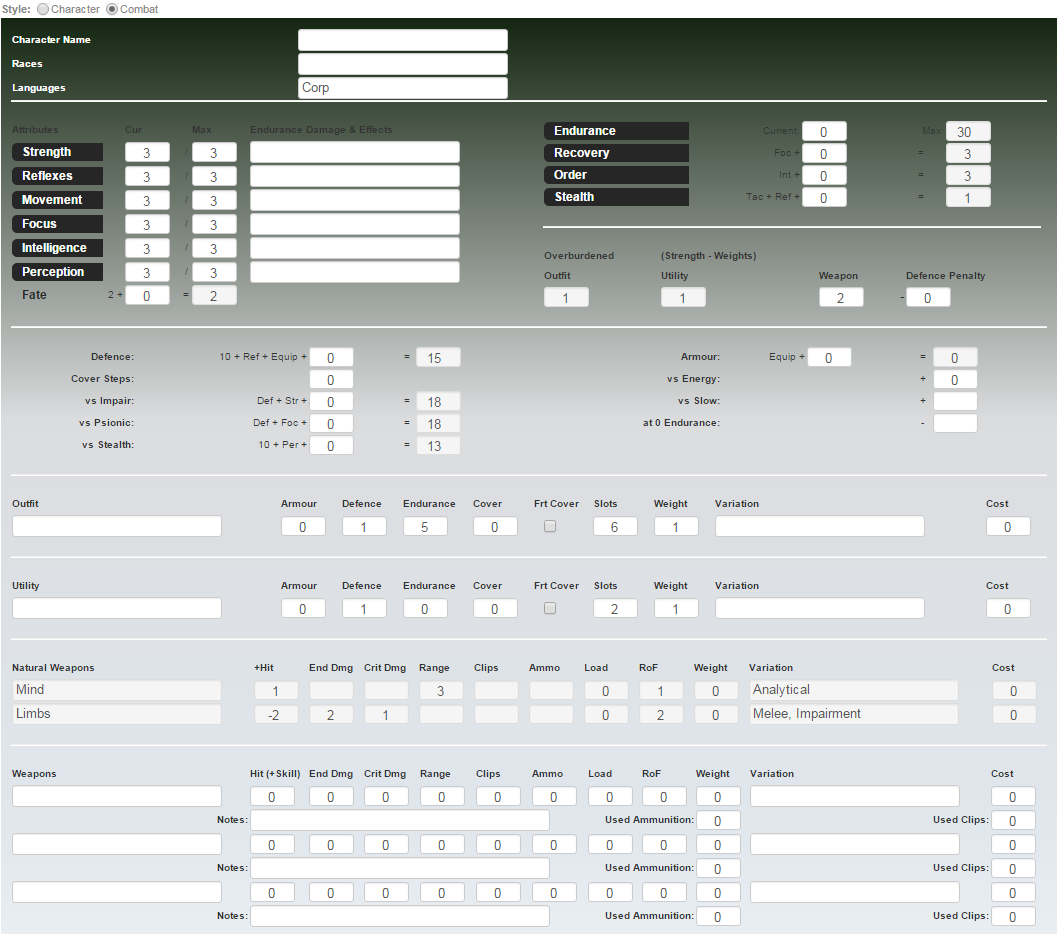 Style: Character Combat
Character Name
Races
Languages Corp
Attributes Cur Max Endurance Damage & Effects
Strength 3 / 3
Reflexes 3 / 3
Movement 3 / 3
Focus 3 / 3
Intelligence 3 / 3
Perception 3 / 3
Fate 2 + 0 = 2
Endurance Current: 0 Max: 30
Recovery Foc + 0 = 3
Order Int + 0 = 3
Stealth Tac + Ref + 0 = 1
Overburdened (Strength - Weights)
Outfit Utility Weapon Defence Penalty
1 1 2 - 0
Defence: 10 + Ref + Equip + 0 = 15
Cover Steps: 0
vs Impair: Def + Str + 0 = 18
vs Psionic: Def + Foc + 0 = 18
vs Stealth: 10 + Per + 0 = 13
Armour: Equip + 0 = 0
vs Energy: + 0
vs Slow: +
at 0 Endurance: -
Outfit Armour Defence Endurance Cover Frt Cover Slots Weight Variation Cost
0 1 5 0 6 1 0
Utility Armour Defence Endurance Cover Frt Cover Slots Weight Variation Cost
0 1 0 0 2 1 0
Natural Weapons +Hit End Dmg Crit Dmg Range Clips Ammo Load RoF Weight Variation Cost
Mind 1 3 0 1 0 Analytical 0
Limbs -2 2 1 0 2 0 Melee, Impairment 0
Weapons Hit (+Skill) End Dmg Crit Dmg Range Clips Ammo Load RoF Weight Variation Cost
0 0 0 0 0 0 0 0 0 0
Notes: Used Ammunition: 0 Used Clips: 0
0 0 0 0 0 0 0 0 0 0
Notes: Used Ammunition: 0 Used Clips: 0
0 0 0 0 0 0 0 0 0 0
Notes: Used Ammunition: 0 Used Clips: 0